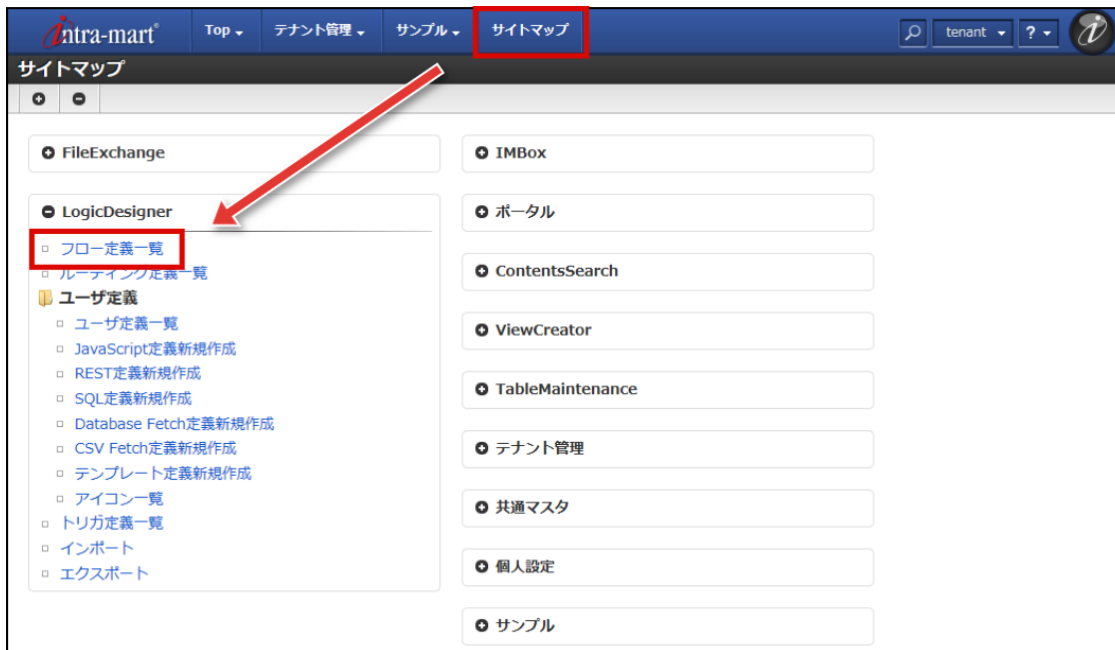 intra-mart® Top テナント管理 サンプル サイトマップ tenant ?
サイトマップ
FileExchange
LogicDesigner
フロー定義一覧
ルーティング定義一覧
ユーザ定義
ユーザ定義一覧
JavaScript定義新規作成
REST定義新規作成
SQL定義新規作成
Database Fetch定義新規作成
CSV Fetch定義新規作成
テンプレート定義新規作成
アイコン一覧
トリガ定義一覧
インポート
エクスポート
IMBox
ポータル
ContentsSearch
ViewCreator
TableMaintenance
テナント管理
共通マスタ
個人設定
サンプル